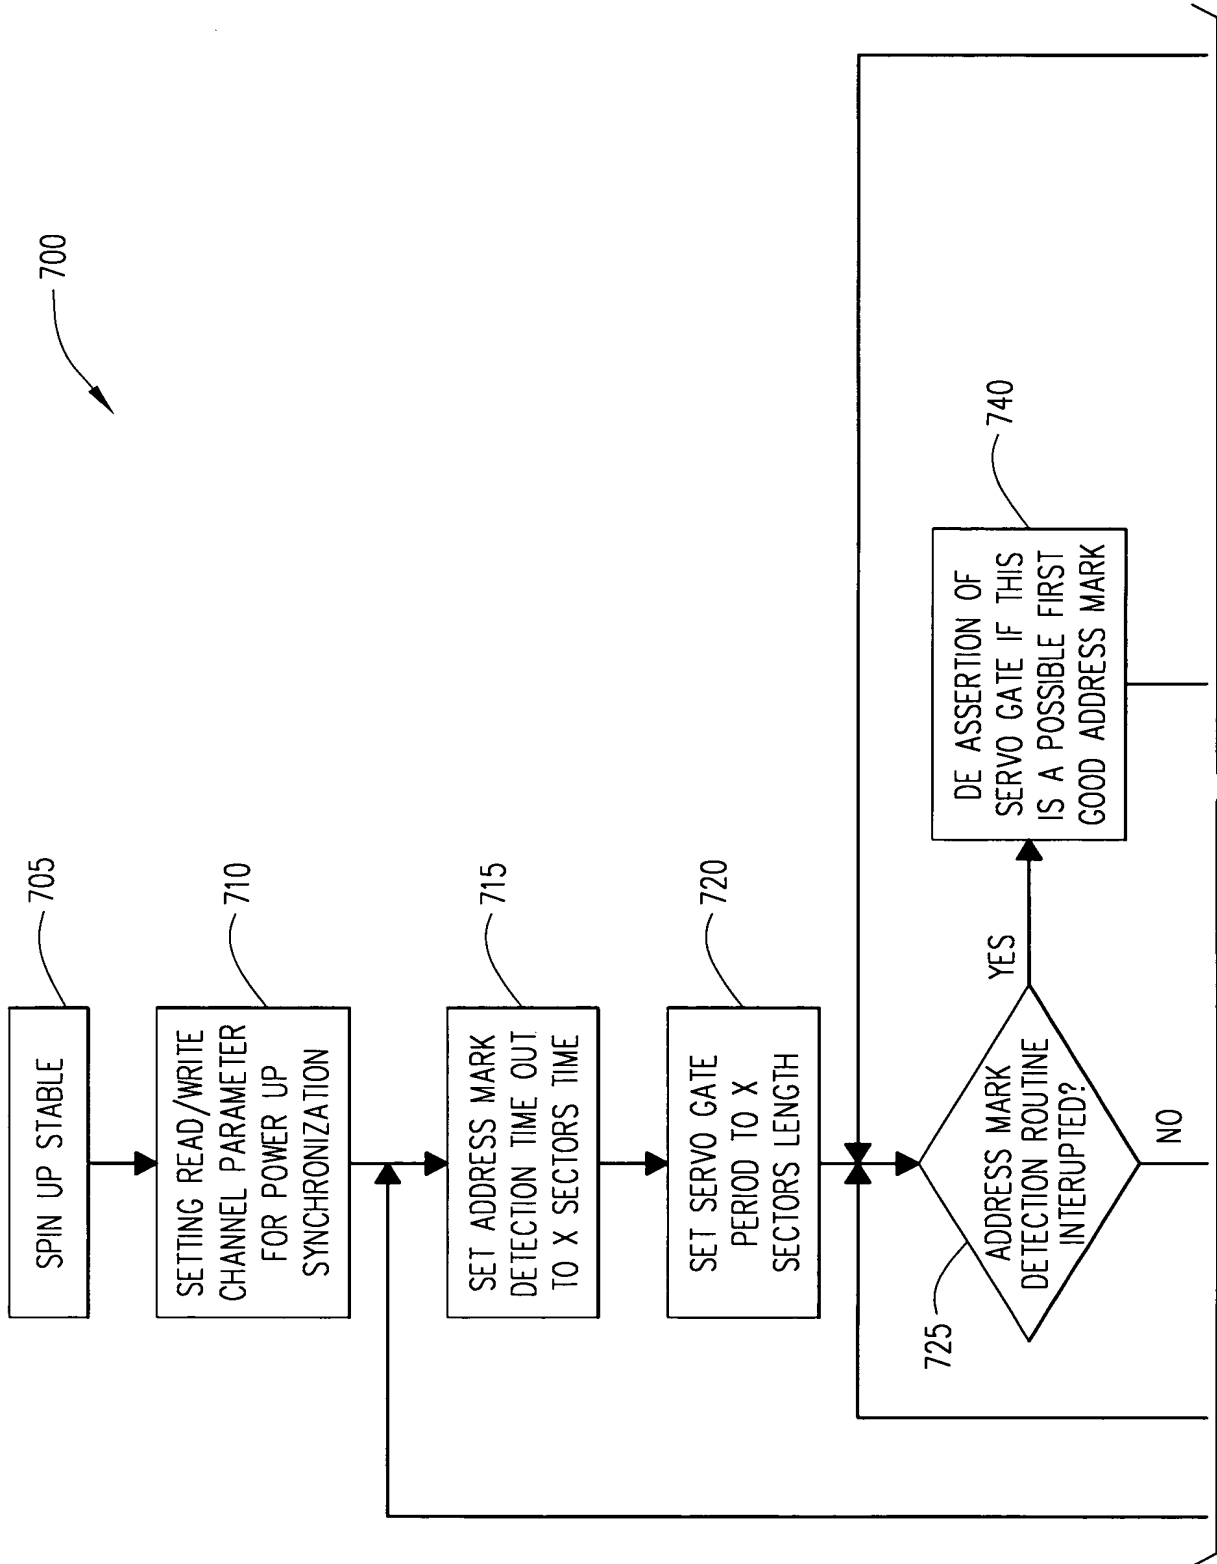 700
SPIN UP STABLE
705
SETTING READ/WRITE
CHANNEL PARAMETER
FOR POWER UP
SYNCHRONIZATION
710
SET ADDRESS MARK
DETECTION TIME OUT
TO X SECTORS TIME
715
SET SERVO GATE
PERIOD TO X
SECTORS LENGTH
720
725
ADDRESS MARK
DETECTION ROUTINE
INTERUPTED?
YES
NO
DE ASSERTION OF
SERVO GATE IF THIS
IS A POSSIBLE FIRST
GOOD ADDRESS MARK
740